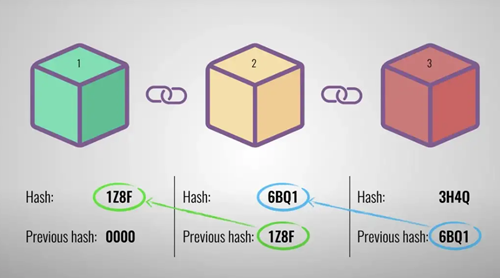 1
2
3
Hash: 1Z8F
Previous hash: 0000
Hash: 6BQ1
Previous hash: 1Z8F
Hash: 3H4Q
Previous hash: 6BQ1